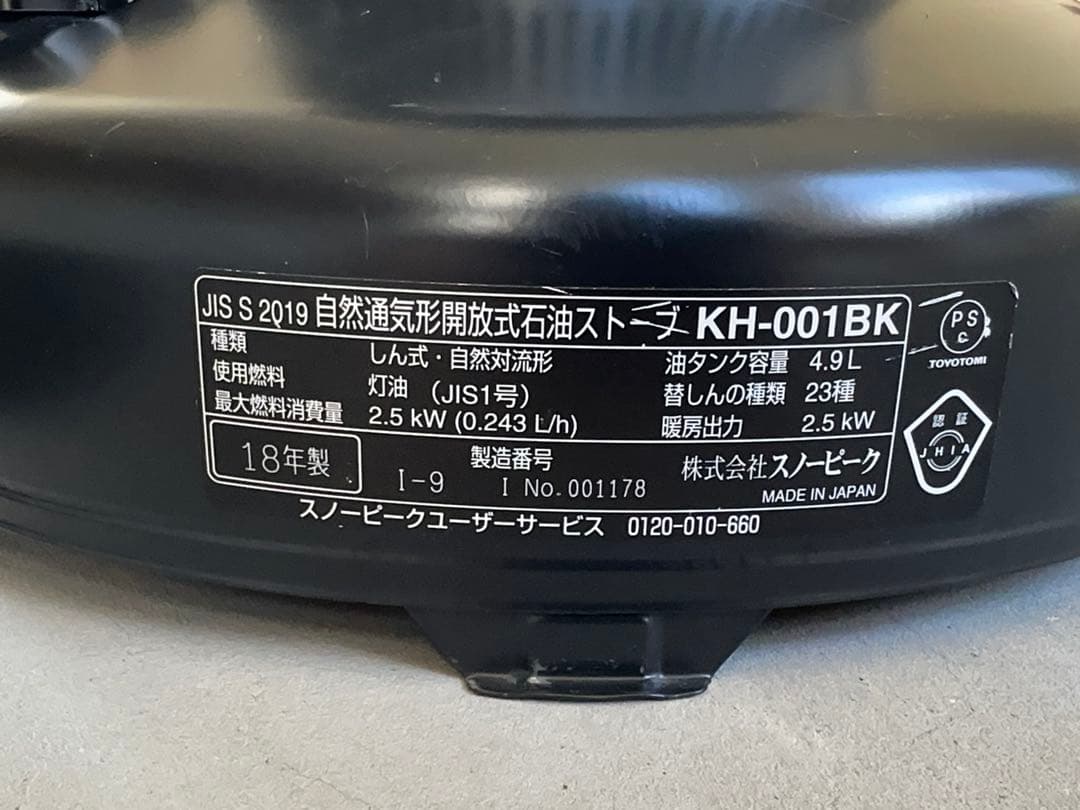 JIS S 2019 自然通気形開放式石油ストーブ KH-001BK
種類 しん式・自然対流形 油タンク容量 4.9L
使用燃料 灯油 (JIS1号) 替しんの種類 23種
最大燃料消費量 2.5 kW (0.243 L/h) 暖房出力 2.5 kW
18年製 I-9 製造番号 I No.001178 株式会社スノーピーク
MADE IN JAPAN
スノーピークユーザーサービス 0120-010-660
PS
C
TOYOTOMI
認証
JHIA